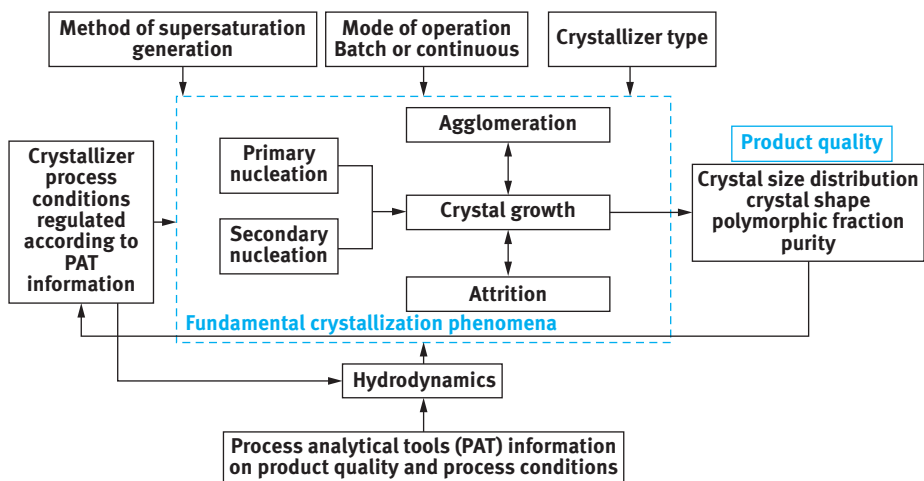 Method of supersaturation
generation
Mode of operation
Batch or continuous
Crystallizer type
Agglomeration
Product quality
Crystallizer
process
conditions
regulated
according to
PAT
information
Primary
nucleation
Secondary
nucleation
Crystal growth
Crystal size distribution
crystal shape
polymorphic fraction
purity
Attrition
Fundamental crystallization phenomena
Hydrodynamics
Process analytical tools (PAT) information
on product quality and process conditions